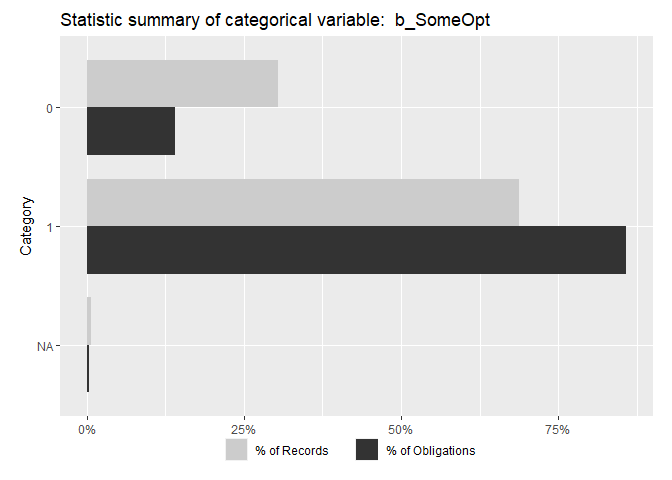 Statistic summary of categorical variable:  b_SomeOpt
Category
0
1
NA
0%
25%
50%
75%
% of Records
% of Obligations